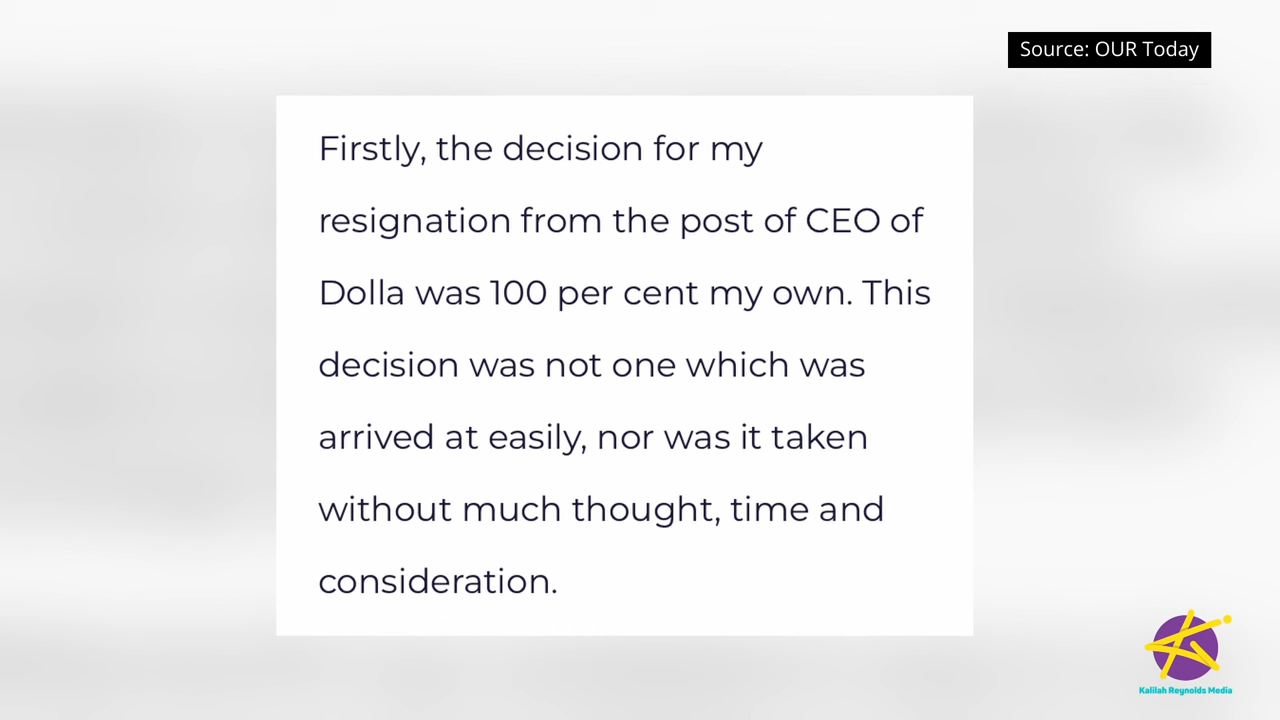 Source: OUR Today
Firstly, the decision for my
resignation from the post of CEO of
Dolla was 100 per cent my own. This
decision was not one which was
arrived at easily, nor was it taken
without much thought, time and
consideration.
Kalilah Reynolds Media